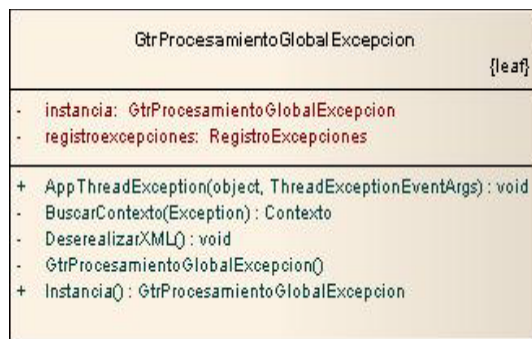 GtrProcesamientoGlobalExcepcion
{leaf}
- instancia: GtrProcesamientoGlobalExcepcion
- registroexcepciones: RegistroExcepciones
+ AppThreadException(object, ThreadExceptionEventArgs) : void
- BuscarContexto(Exception) : Contexto
- DeserealizarXML() : void
- GtrProcesamientoGlobalExcepcion()
+ Instancia() : GtrProcesamientoGlobalExcepcion